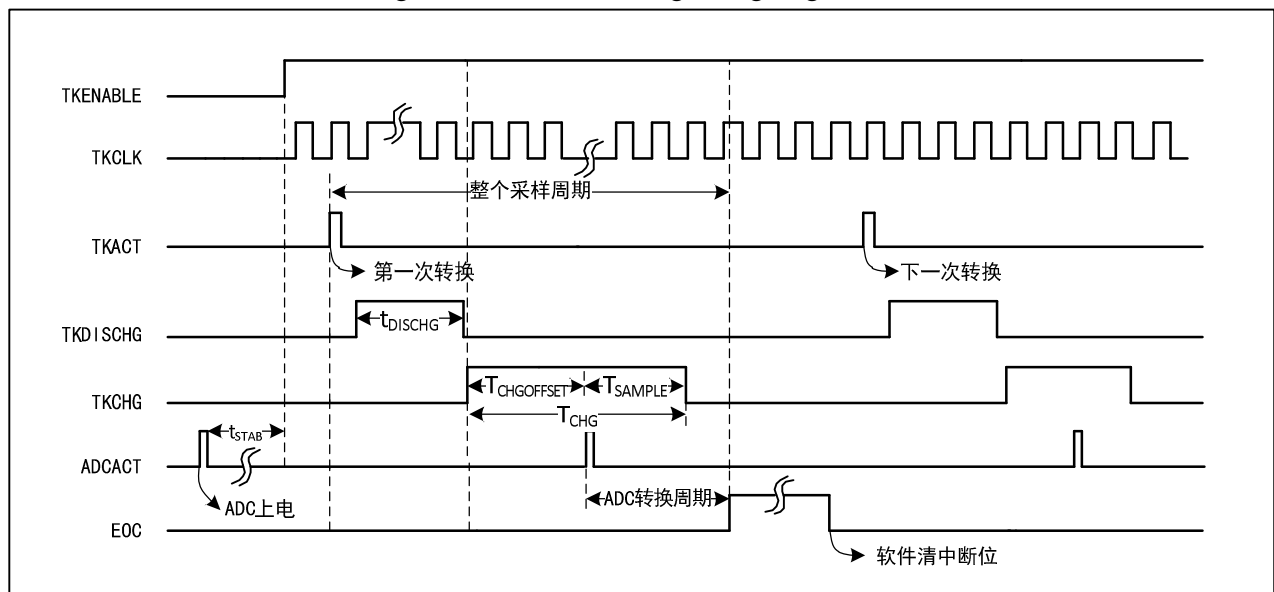 TKENABLE
TKCLK
整个采样周期
TKACT
第一次转换
下一次转换
TKDISCHG
tDISCHG
TKCHG
TCHGOFFSET
TSAMPLE
TCHG
tSTAB
ADCACT
ADC上电
ADC转换周期
EOC
软件清中断位